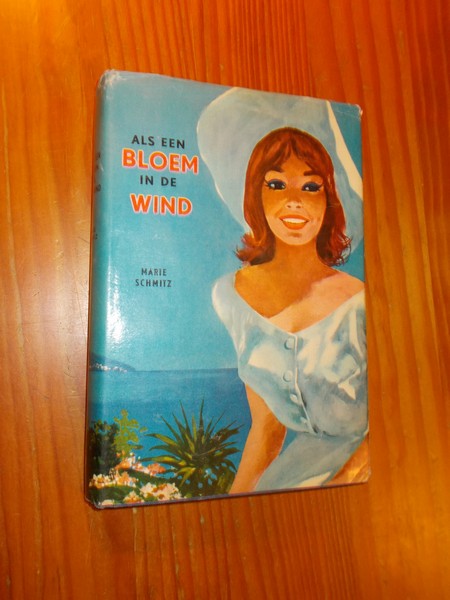 ALS EEN
BLOEM
IN DE
WIND
MARIE
SCHMITZ